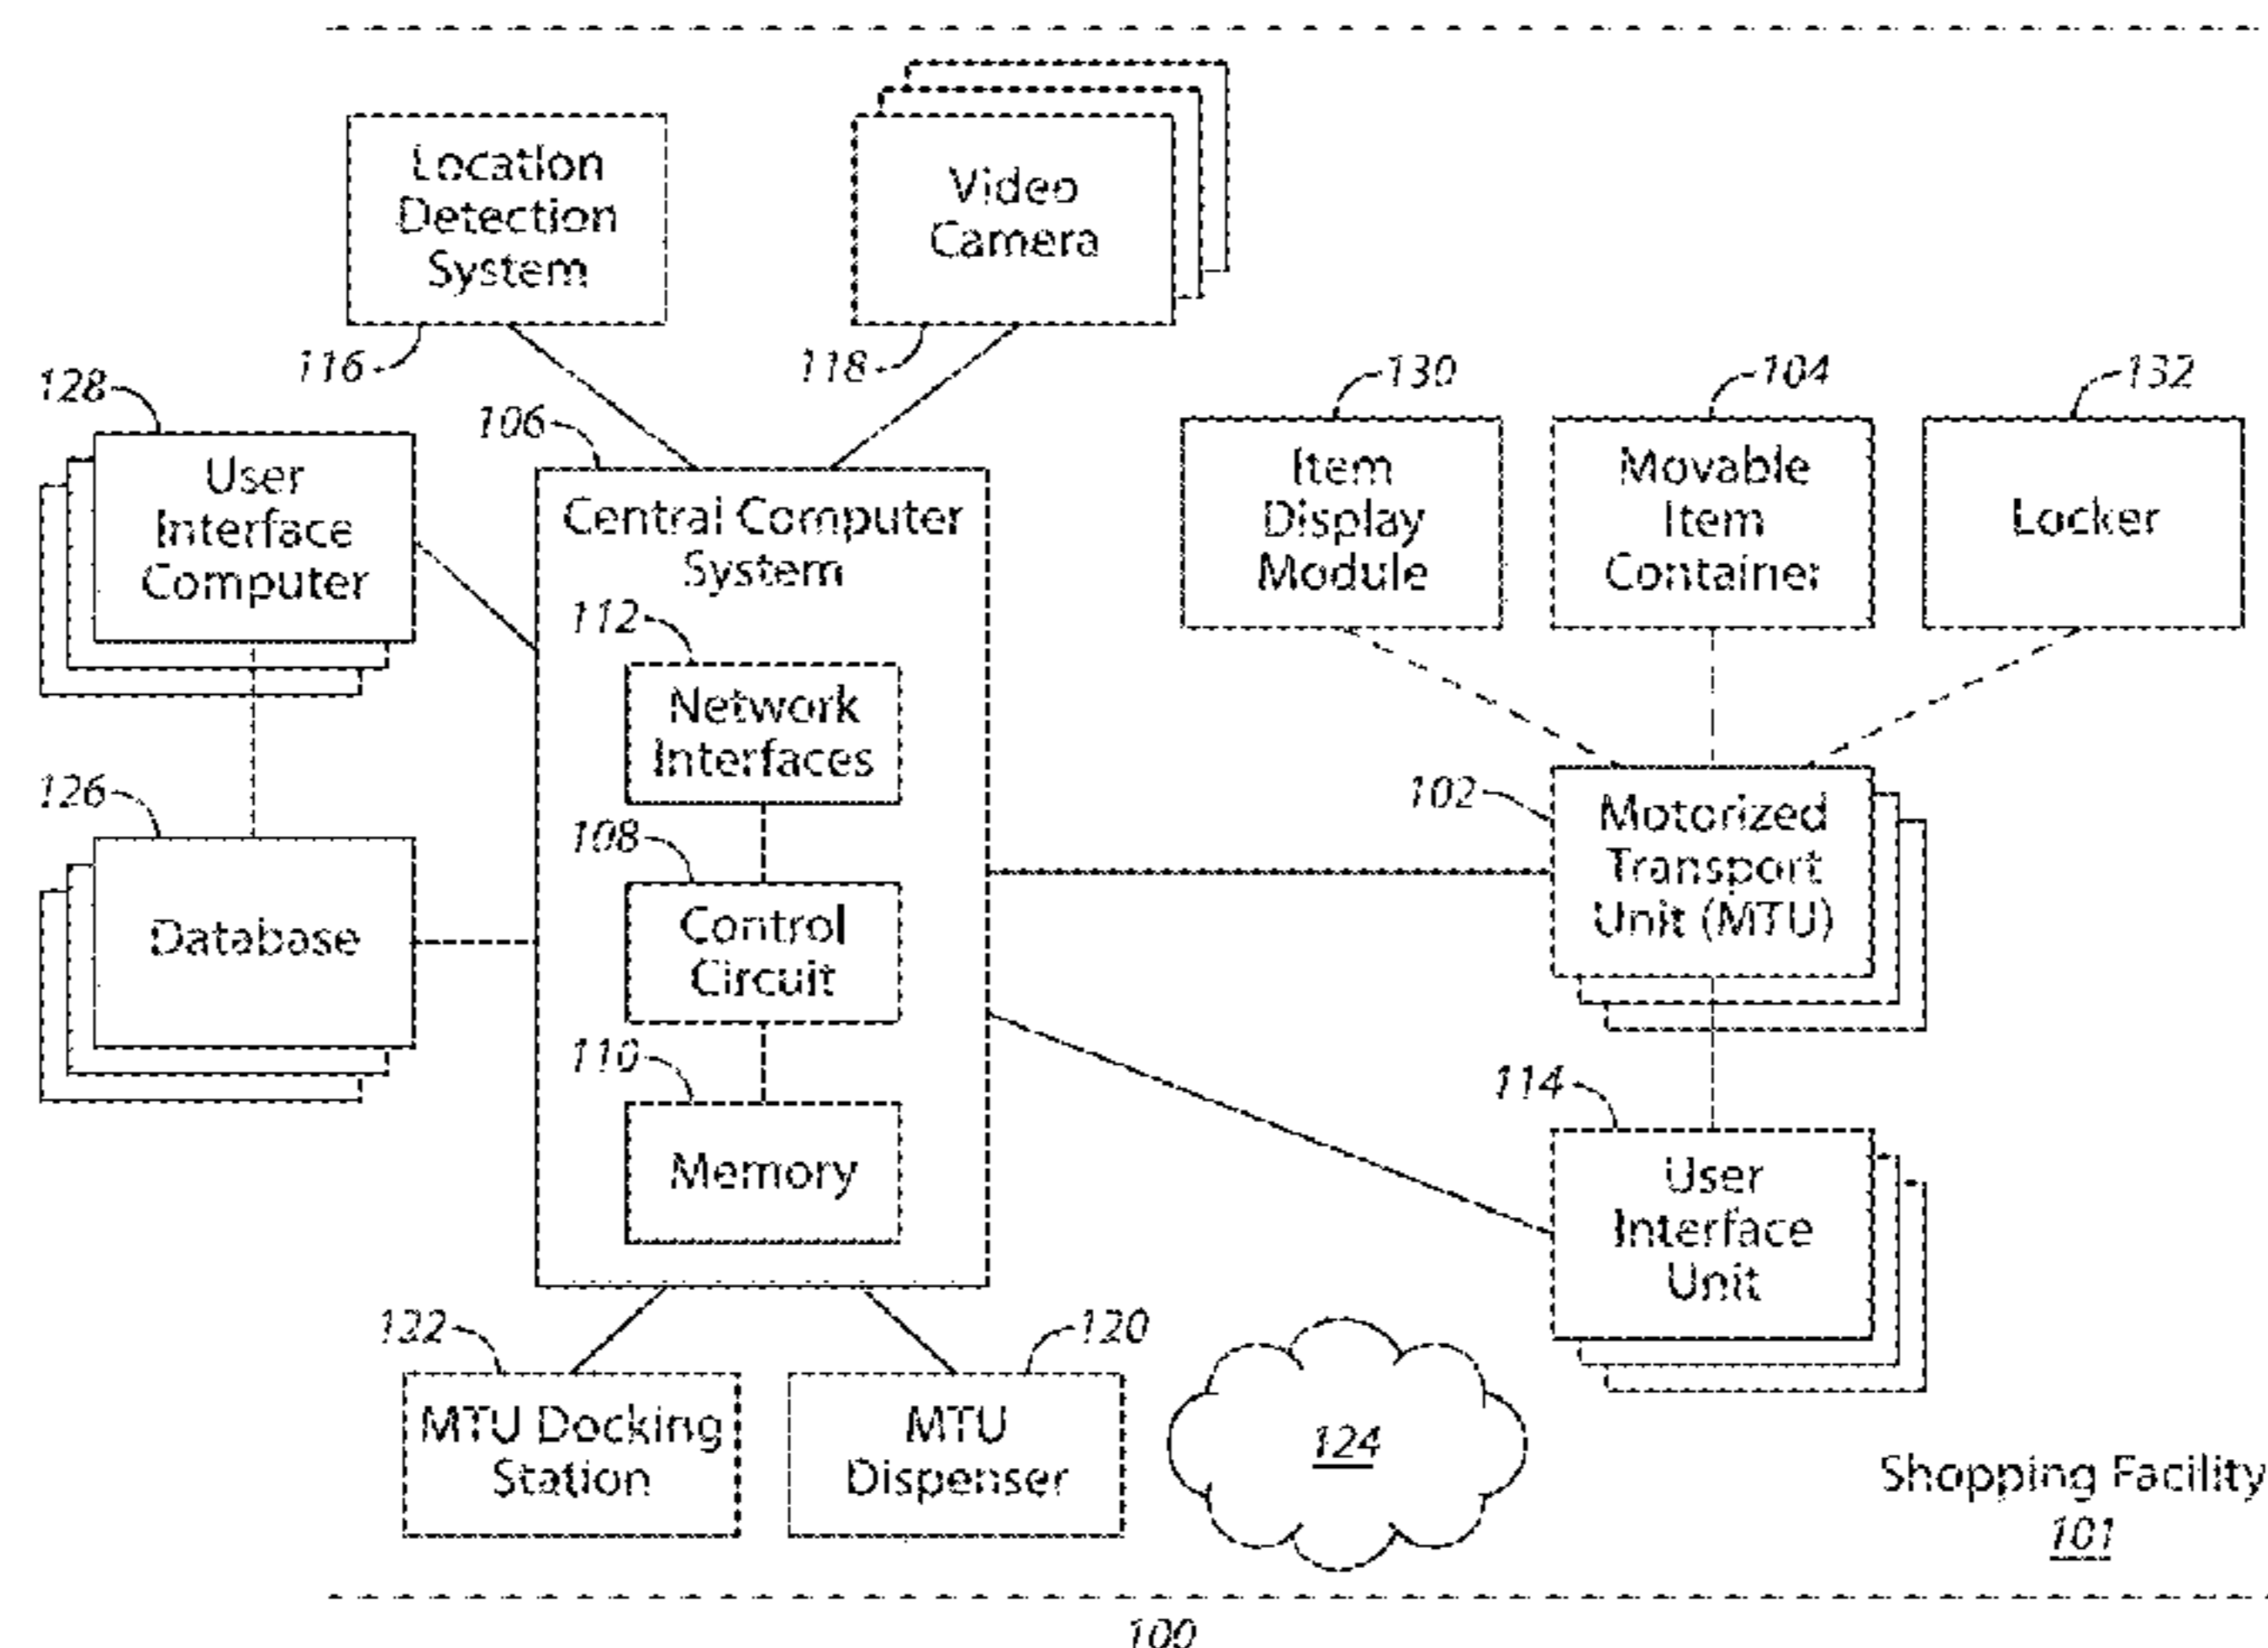 Location
Detection
System
116
Video
Camera
118
128
User
Interface
Computer
106
Central Computer
System
130
Item
Display
Module
104
Movable
Item
Container
132
Locker
112
Network
Interfaces
126
Database
108
Control
Circuit
102
Motorized
Transport
Unit (MTU)
110
Memory
114
User
Interface
Unit
122
MTU Docking
Station
120
MTU
Dispenser
124
Shopping Facility
101
100